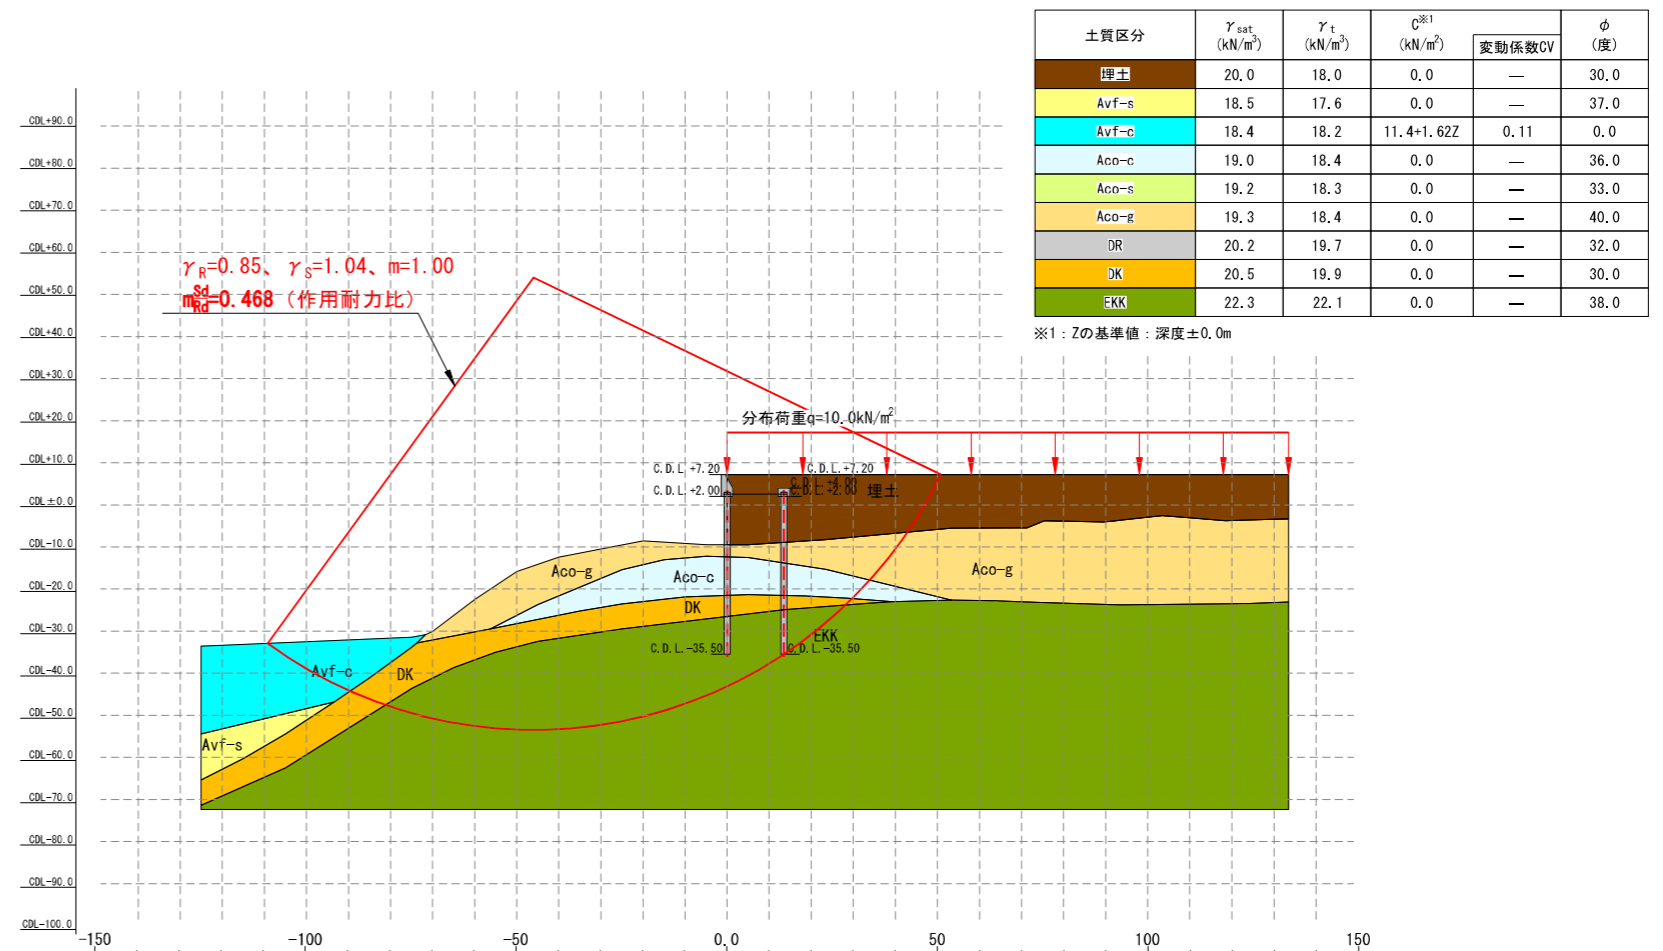 土質区分 γsat (kN/m³) γt (kN/m³) C※1 (kN/m²) 変動係数CV φ (度)
埋土 20.0 18.0 0.0 — 30.0
Avf-s 18.5 17.6 0.0 — 37.0
Avf-c 18.4 18.2 11.4+1.62Z 0.11 0.0
Aco-c 19.0 18.4 0.0 — 36.0
Aco-s 19.2 18.3 0.0 — 33.0
Aco-g 19.3 18.4 0.0 — 40.0
DR 20.2 19.7 0.0 — 32.0
DK 20.5 19.9 0.0 — 30.0
EKK 22.3 22.1 0.0 — 38.0
※1：Zの基準値：深度±0.0m
CDL+90.0
CDL+80.0
CDL+70.0
CDL+60.0
CDL+50.0
CDL+40.0
CDL+30.0
CDL+20.0
CDL+10.0
CDL±0.0
CDL-10.0
CDL-20.0
CDL-30.0
CDL-40.0
CDL-50.0
CDL-60.0
CDL-70.0
CDL-80.0
CDL-90.0
CDL-100.0
γR=0.85、γS=1.04、m=1.00
m Sd/Rd=0.468（作用耐力比）
分布荷重q=10.0kN/m²
C.D.L.+7.20
C.D.L.+7.20
C.D.L.+4.00
C.D.L.+2.00
C.D.L.+2.00
埋土
Aco-g
Aco-c
Aco-g
DK
EKK
C.D.L.-35.50
C.D.L.-35.50
Avf-c
DK
Avf-s
-150 -100 -50 0.0 50 100 150